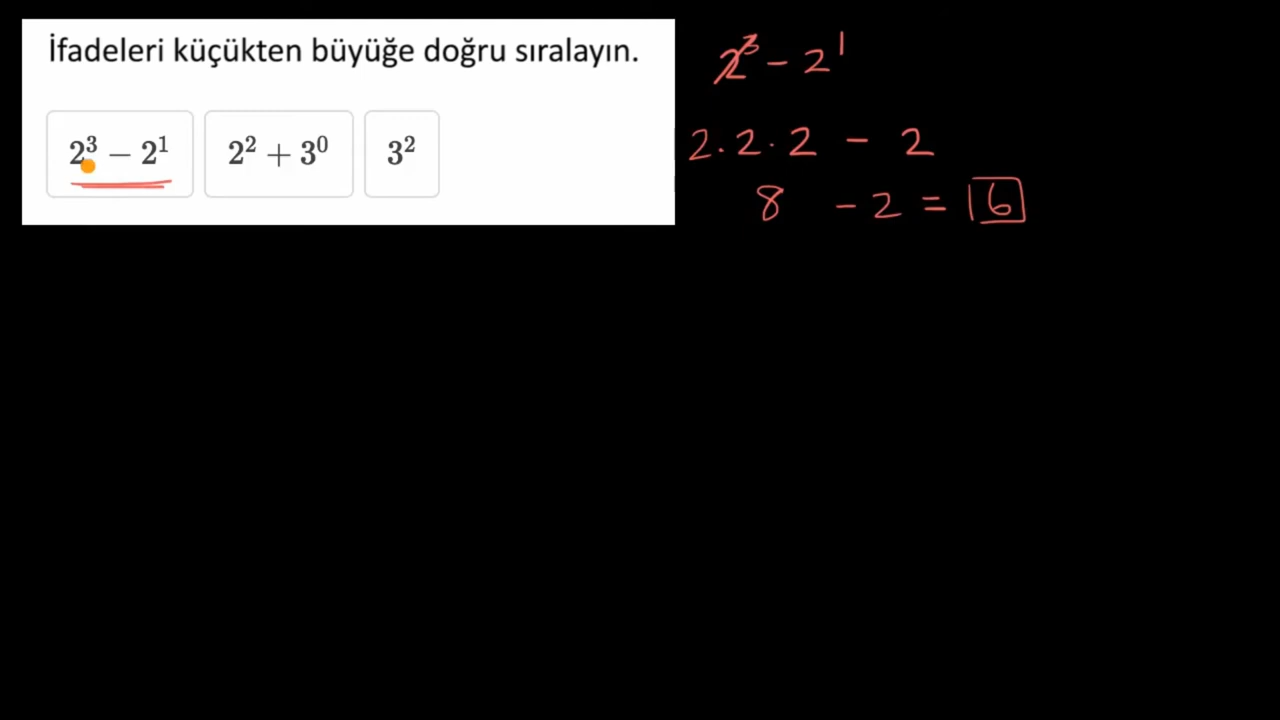 İfadeleri küçükten büyüğe doğru sıralayın.
2³ − 2¹ 2² + 3⁰ 3²
2³ − 2¹
2.2.2 − 2
8 − 2 = 6